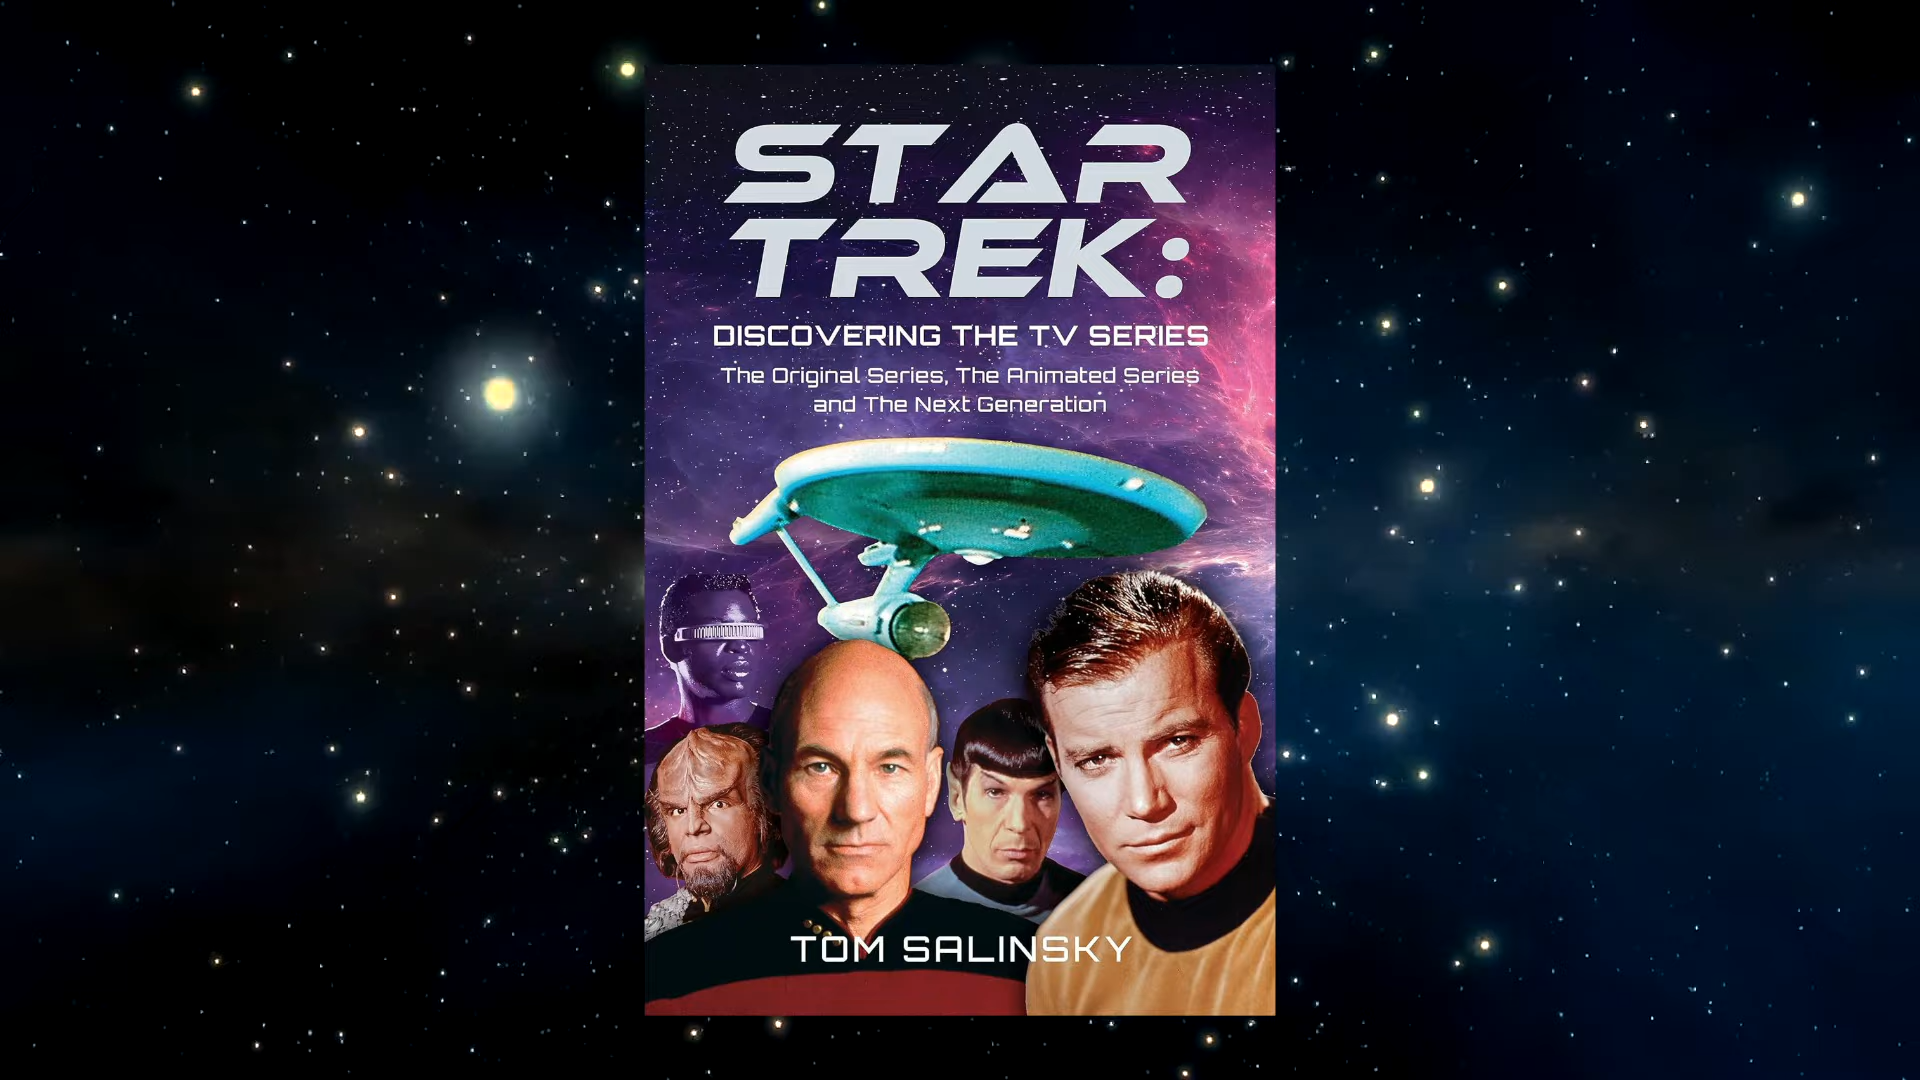 STAR
TREK:
DISCOVERING THE TV SERIES
The Original Series, The Animated Series
and The Next Generation
TOM SALINSKY